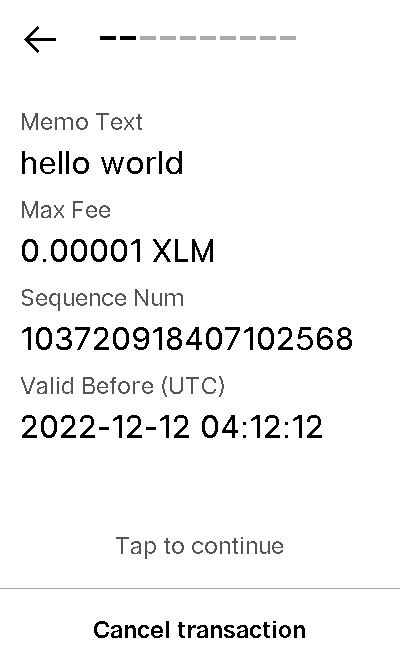 Memo Text
hello world
Max Fee
0.00001 XLM
Sequence Num
103720918407102568
Valid Before (UTC)
2022-12-12 04:12:12
Tap to continue
Cancel transaction